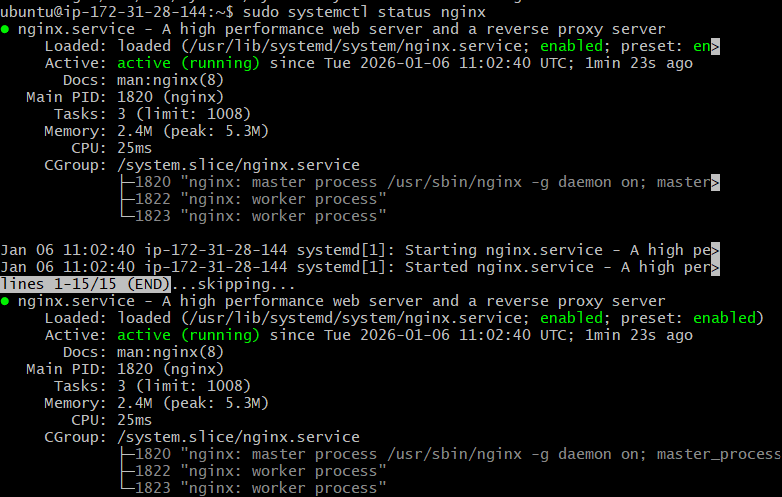 ubuntu@ip-172-31-28-144:~$ sudo systemctl status nginx
● nginx.service - A high performance web server and a reverse proxy server
     Loaded: loaded (/usr/lib/systemd/system/nginx.service; enabled; preset: en>
     Active: active (running) since Tue 2026-01-06 11:02:40 UTC; 1min 23s ago
       Docs: man:nginx(8)
   Main PID: 1820 (nginx)
      Tasks: 3 (limit: 1008)
     Memory: 2.4M (peak: 5.3M)
        CPU: 25ms
     CGroup: /system.slice/nginx.service
             ├─1820 "nginx: master process /usr/sbin/nginx -g daemon on; master>
             ├─1822 "nginx: worker process"
             └─1823 "nginx: worker process"

Jan 06 11:02:40 ip-172-31-28-144 systemd[1]: Starting nginx.service - A high pe>
Jan 06 11:02:40 ip-172-31-28-144 systemd[1]: Started nginx.service - A high per>
lines 1-15/15 (END)...skipping...
● nginx.service - A high performance web server and a reverse proxy server
     Loaded: loaded (/usr/lib/systemd/system/nginx.service; enabled; preset: enabled)
     Active: active (running) since Tue 2026-01-06 11:02:40 UTC; 1min 23s ago
       Docs: man:nginx(8)
   Main PID: 1820 (nginx)
      Tasks: 3 (limit: 1008)
     Memory: 2.4M (peak: 5.3M)
        CPU: 25ms
     CGroup: /system.slice/nginx.service
             ├─1820 "nginx: master process /usr/sbin/nginx -g daemon on; master_process
             ├─1822 "nginx: worker process"
             └─1823 "nginx: worker process"